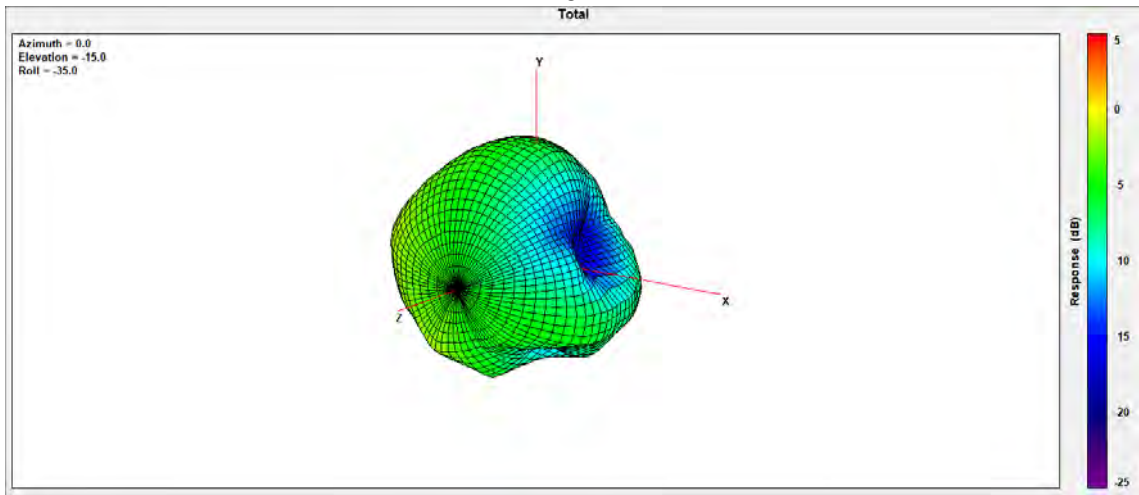 Total
Azimuth = 0.0
Elevation = -15.0
Roll = -35.0
Y
X
Z
5
0
-5
-10
-15
-20
-25
Response (dB)